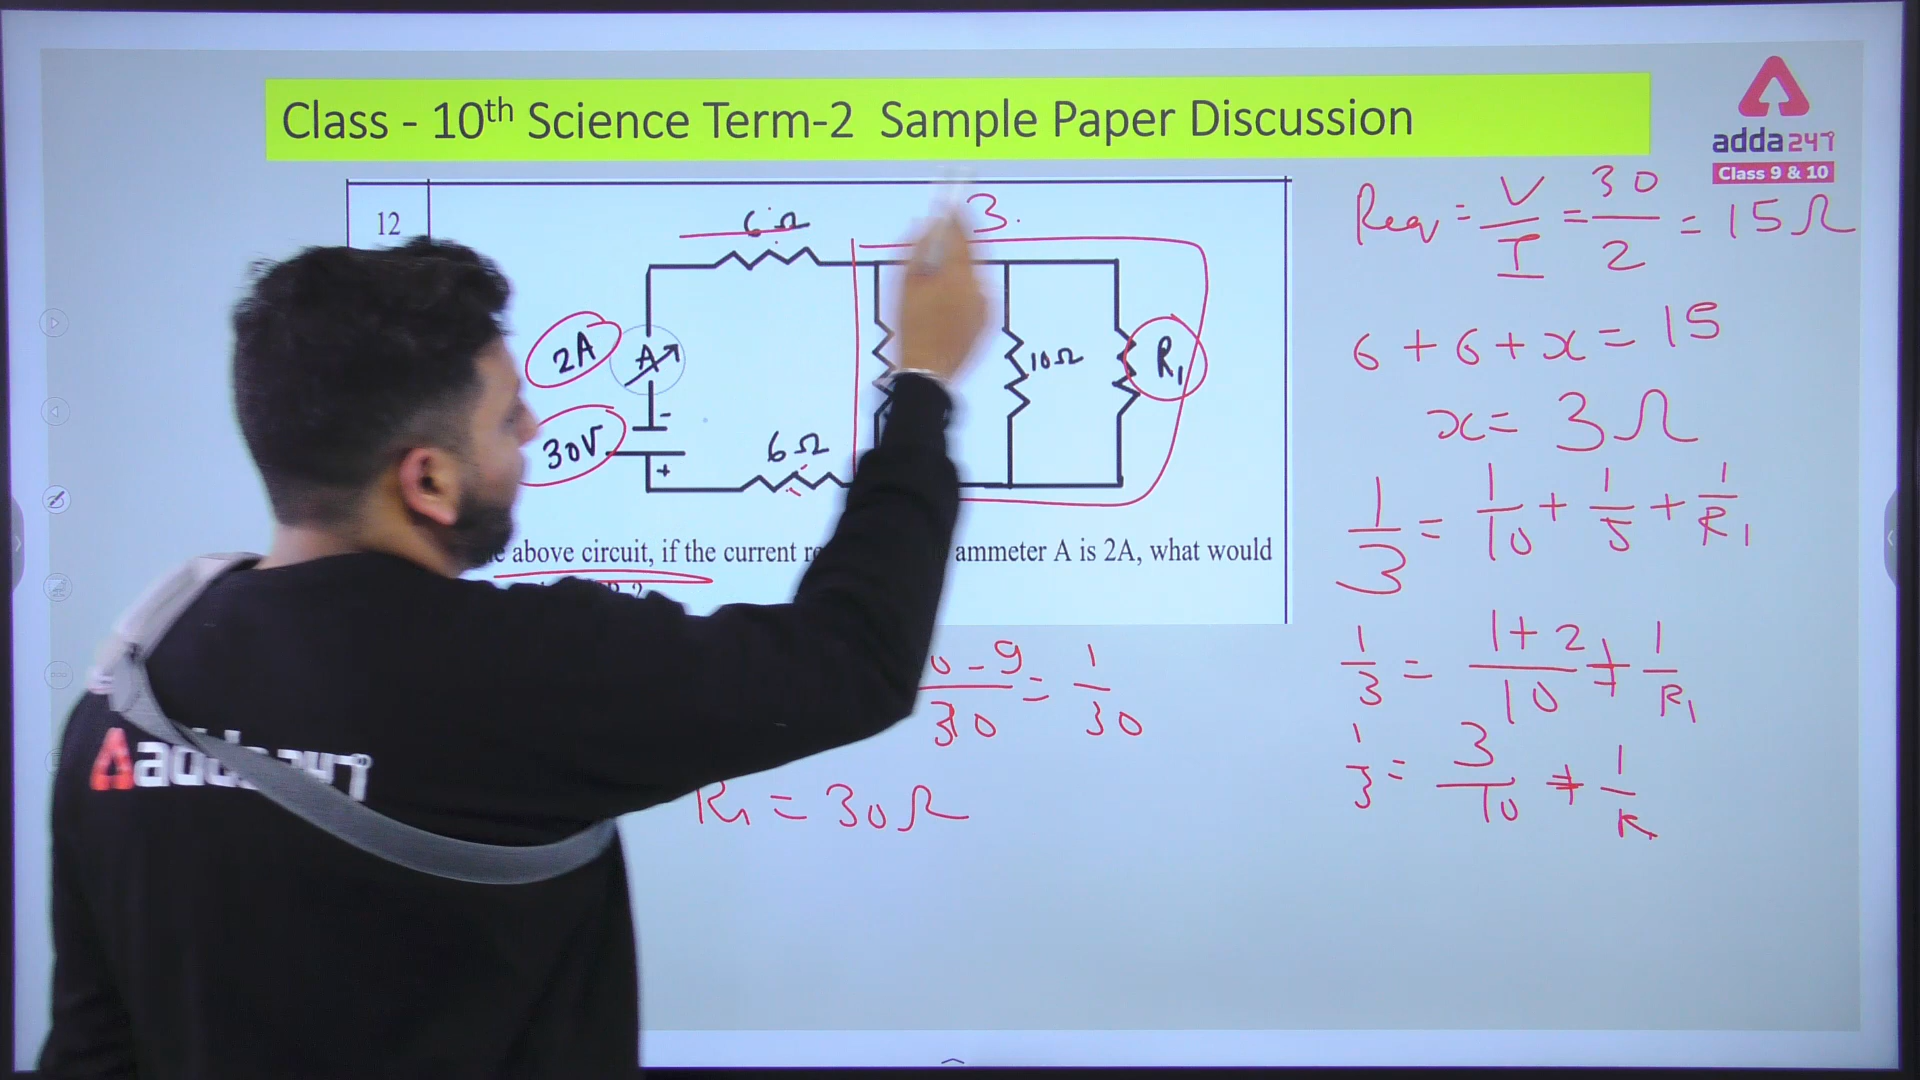 Class - 10th Science Term-2 Sample Paper Discussion
adda247
Class 9 & 10
12
6Ω
3.
2A
A
30V
-
+
6Ω
10Ω
R₁
above circuit, if the current
ammeter A is 2A, what would
Req = V/I = 30/2 = 15Ω
6 + 6 + x = 15
x = 3Ω
1/3 = 1/10 + 1/5 + 1/R₁
1/3 = 1+2/10 + 1/R₁
1/3 = 3/10 + 1/R
- 9/30 = 1/30
R₁ = 30Ω
adda247